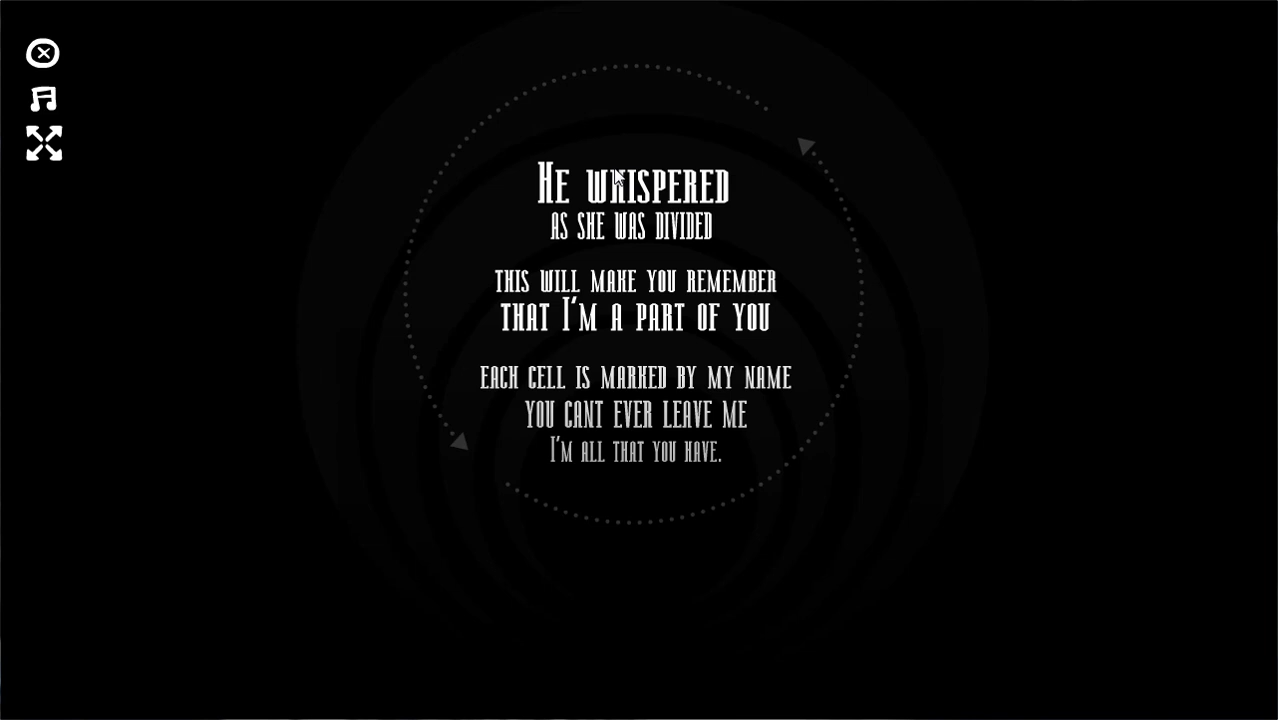 He whispered
as she was divided
this will make you remember
that I'm a part of you
each cell is marked by my name
you cant ever leave me
I'm all that you have.